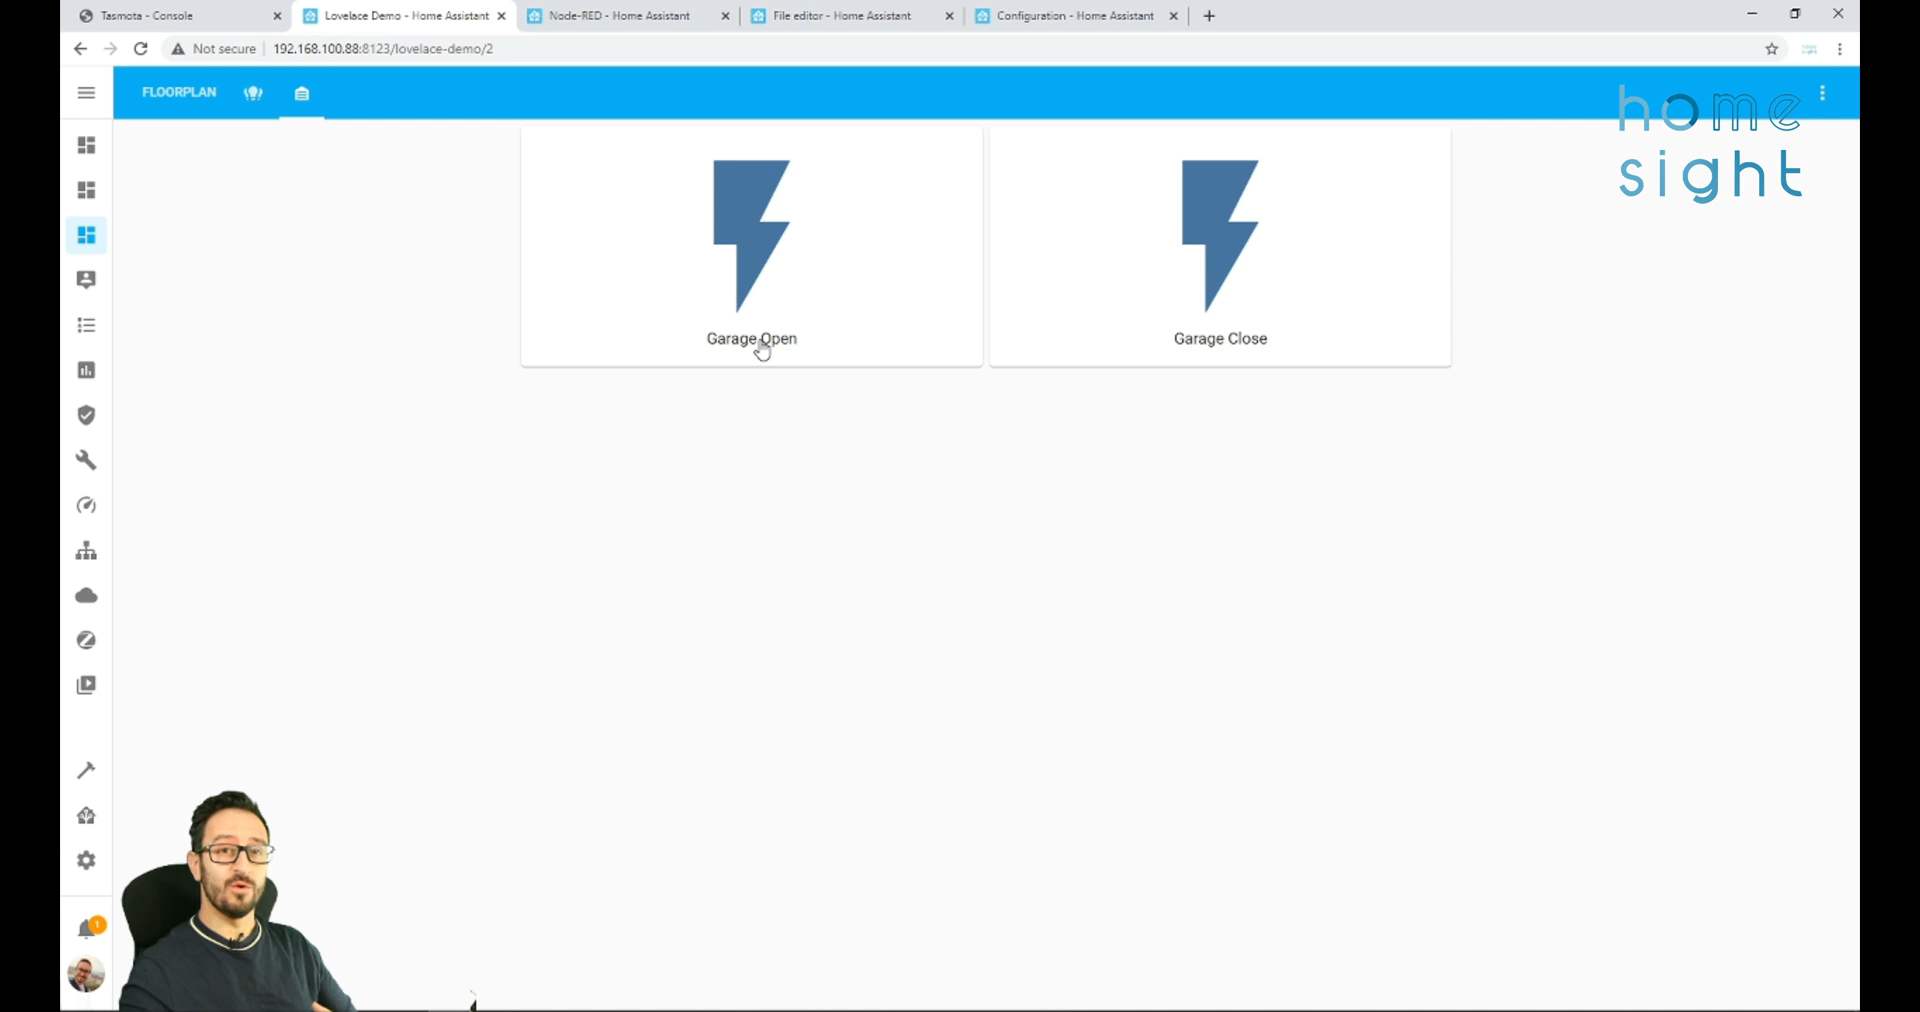 Tasmota - Console
Lovelace Demo - Home Assistant
Node-RED - Home Assistant
File editor - Home Assistant
Configuration - Home Assistant
Not secure
192.168.100.88:8123/lovelace-demo/2
FLOORPLAN
home
sight
Garage Open
Garage Close
1